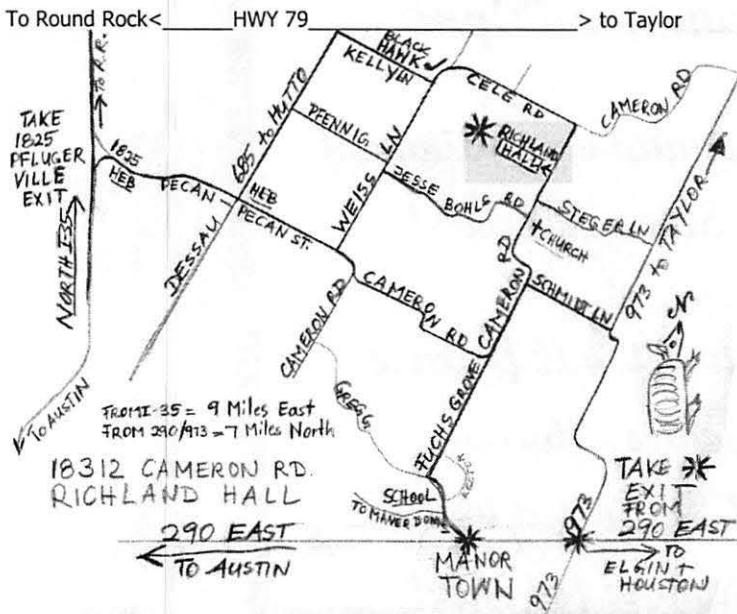 To Round Rock< HWY 79 > to Taylor
TO R.R.
BLACK
HAWK
KELLY LN
CELE RD
CAMERON RD
TAKE
1825
PFLUGER
VILLE
EXIT
1825
HEB
PECAN
685 to HUTTO
PFENNIG LN
WEISS LN
RICHLAND
HALL
JESSE BOHLS RD
STEGER LN
+CHURCH
HEB
PECAN ST.
DESSAU
NORTH I-35
CAMERON RD
CAMERON RD
CAMERON RD
SCHMIDT LN
973 to TAYLOR
N
TO AUSTIN
GREGG
FUCHS GROVE
FROM I-35 = 9 Miles East
FROM 290/973 = 7 Miles North
18312 CAMERON RD.
RICHLAND HALL
SCHOOL
TO MANER DOWN
290 EAST
TO AUSTIN
MANOR
TOWN
973
973
TAKE
EXIT
FROM
290 EAST
TO
ELGIN +
HOUSTON